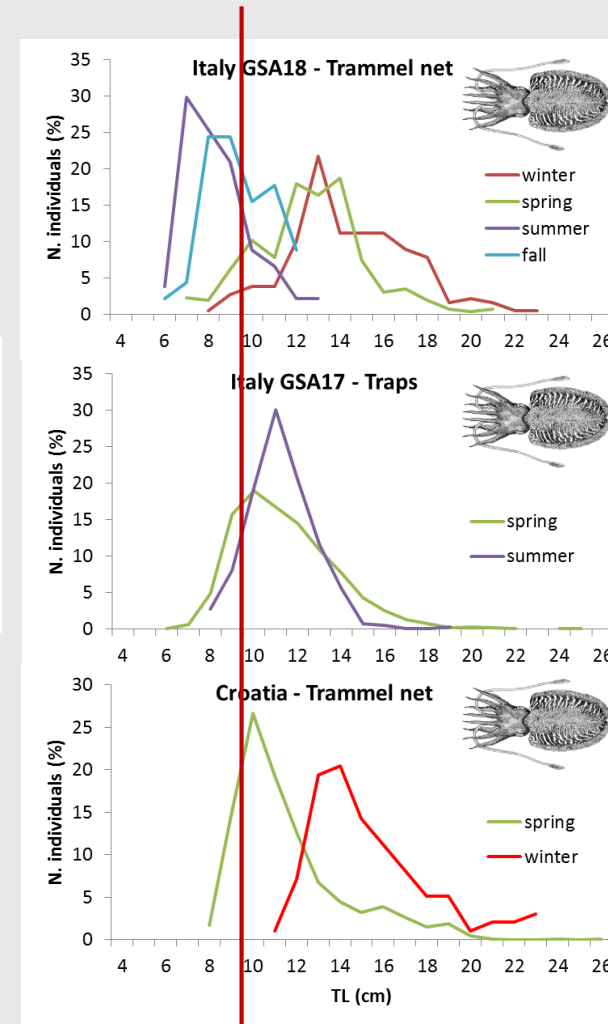 Italy GSA18 - Trammel net
N. individuals (%)
35
30
25
20
15
10
5
0
winter
spring
summer
fall
4 6 8 10 12 14 16 18 20 22 24 26
Italy GSA17 - Traps
N. individuals (%)
35
30
25
20
15
10
5
0
spring
summer
4 6 8 10 12 14 16 18 20 22 24 26
Croatia - Trammel net
N. individuals (%)
30
25
20
15
10
5
0
spring
winter
4 6 8 10 12 14 16 18 20 22 24 26
TL (cm)